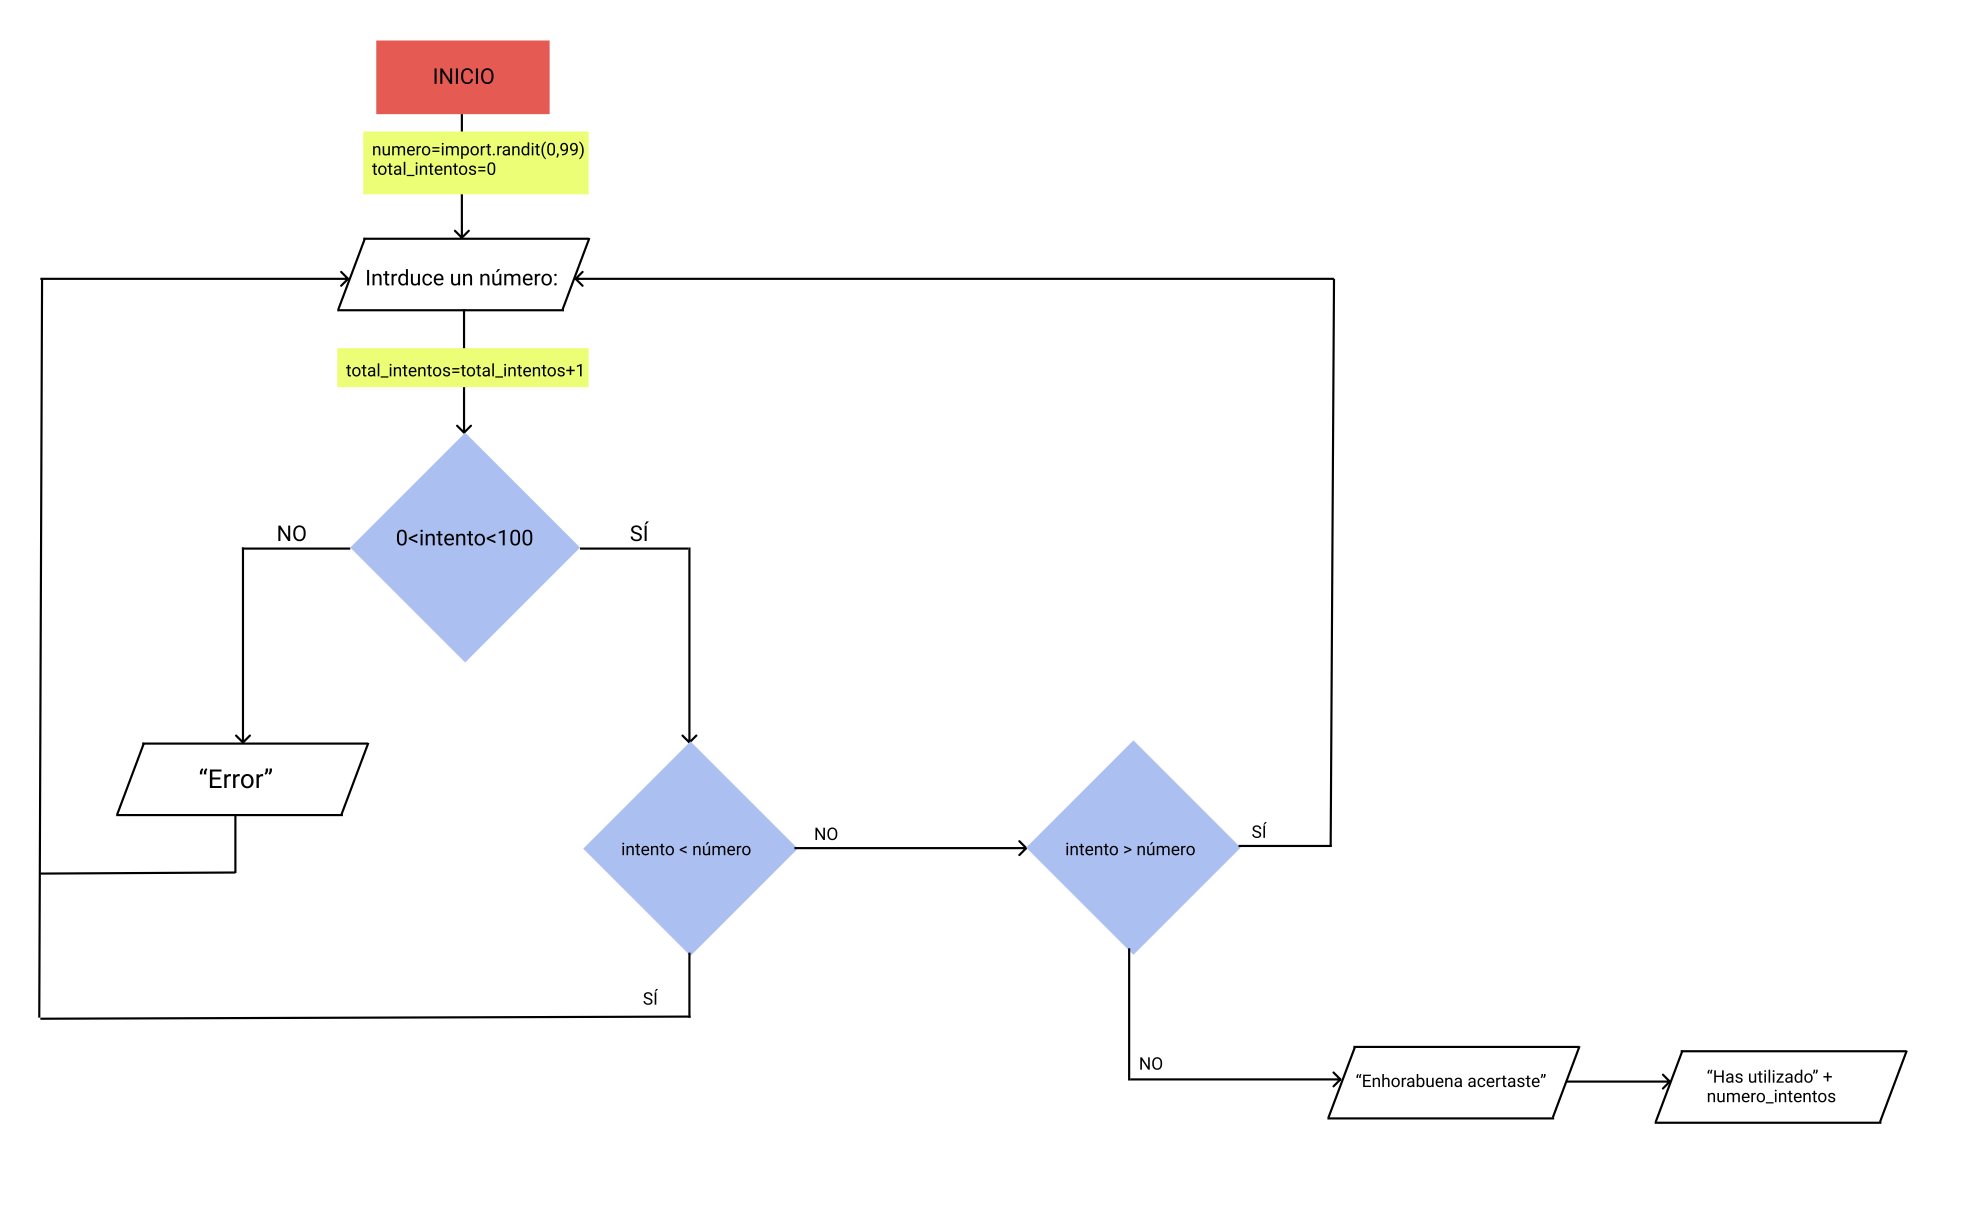 INICIO
numero=import.randit(0,99)
total_intentos=0
Intrduce un número:
total_intentos=total_intentos+1
0<intento<100
NO
SÍ
“Error”
intento < número
NO
intento > número
SÍ
SÍ
NO
“Enhorabuena acertaste”
“Has utilizado” +
numero_intentos